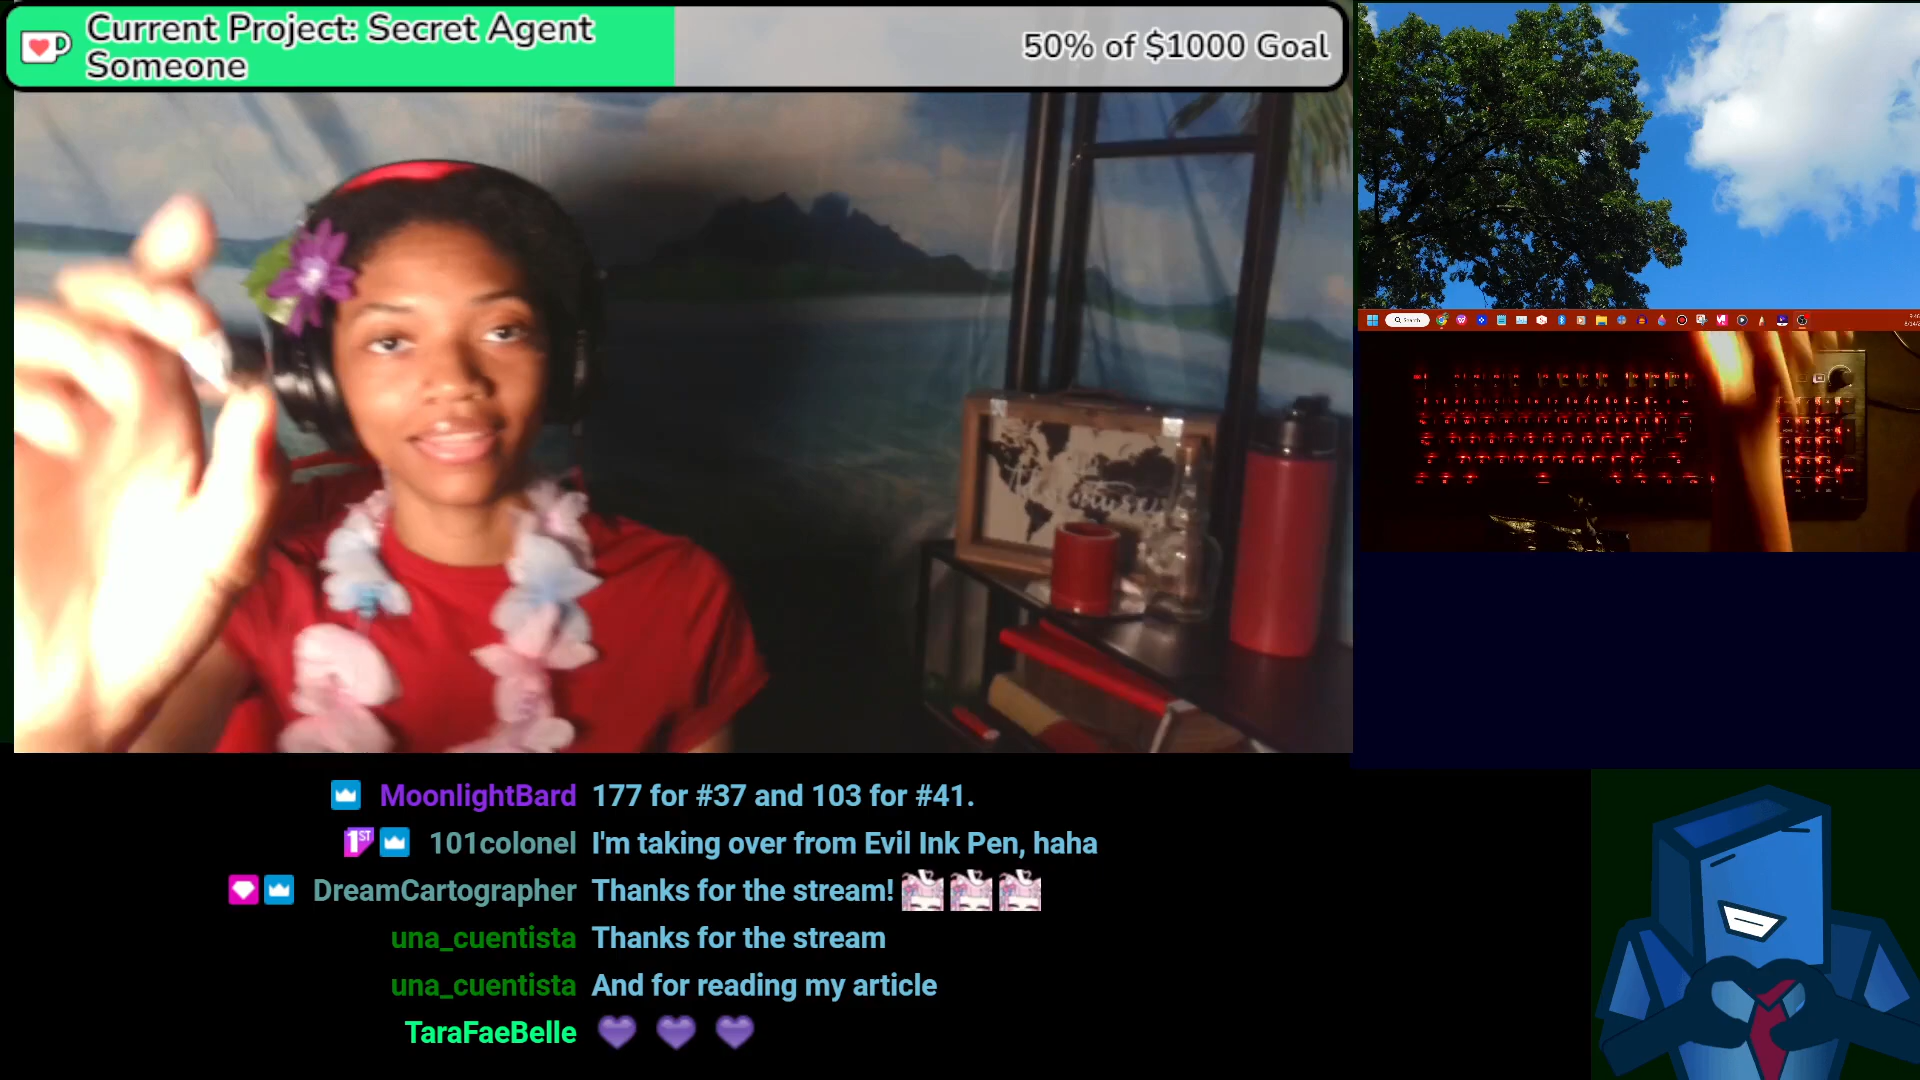 Current Project: Secret Agent
Someone
50% of $1000 Goal
Search
MoonlightBard 177 for #37 and 103 for #41.
1ST 101colonel I'm taking over from Evil Ink Pen, haha
DreamCartographer Thanks for the stream!
una_cuentista Thanks for the stream
una_cuentista And for reading my article
TaraFaeBelle